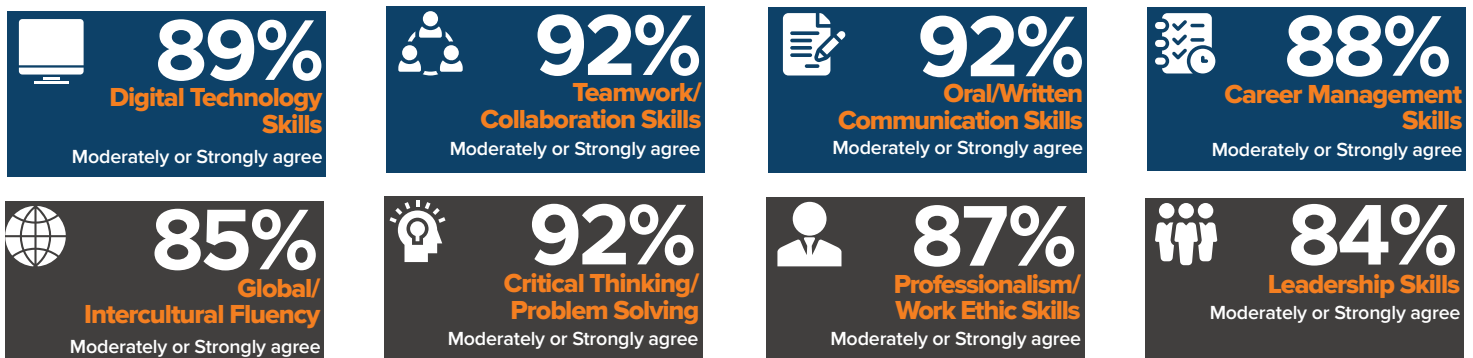 89%
Digital Technology
Skills
Moderately or Strongly agree
92%
Teamwork/
Collaboration Skills
Moderately or Strongly agree
92%
Oral/Written
Communication Skills
Moderately or Strongly agree
88%
Career Management
Skills
Moderately or Strongly agree
85%
Global/
Intercultural Fluency
Moderately or Strongly agree
92%
Critical Thinking/
Problem Solving
Moderately or Strongly agree
87%
Professionalism/
Work Ethic Skills
Moderately or Strongly agree
84%
Leadership Skills
Moderately or Strongly agree